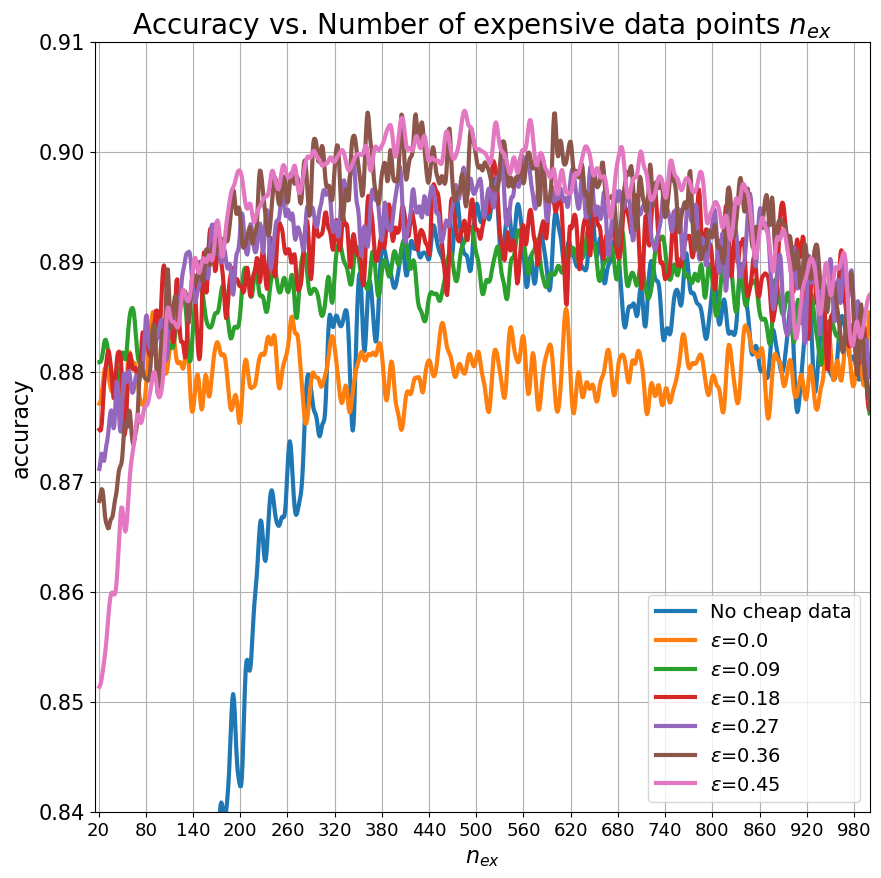 Accuracy vs. Number of expensive data points n_ex
0.91
0.90
0.89
0.88
0.87
0.86
0.85
0.84
accuracy
20 80 140 200 260 320 380 440 500 560 620 680 740 800 860 920 980
n_ex
No cheap data
ε=0.0
ε=0.09
ε=0.18
ε=0.27
ε=0.36
ε=0.45